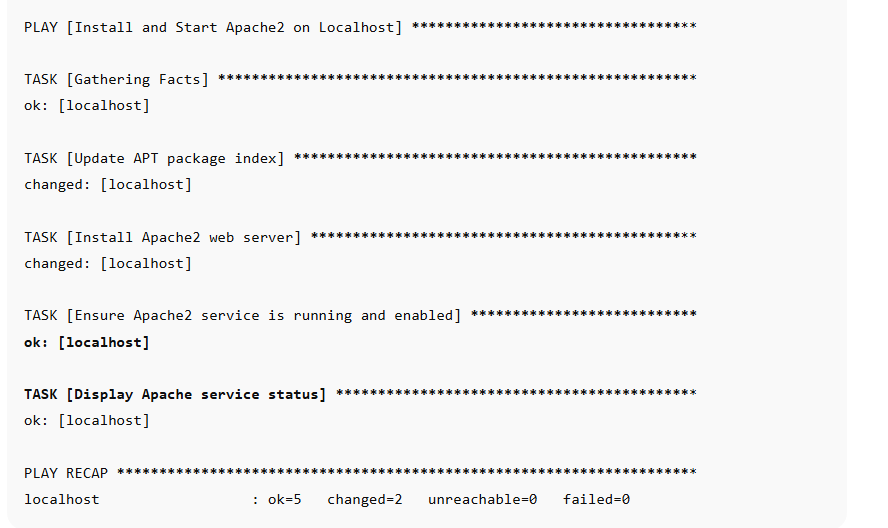 PLAY [Install and Start Apache2 on Localhost] **********************************
TASK [Gathering Facts] *********************************************************
ok: [localhost]
TASK [Update APT package index] ************************************************
changed: [localhost]
TASK [Install Apache2 web server] **********************************************
changed: [localhost]
TASK [Ensure Apache2 service is running and enabled] ***************************
ok: [localhost]
TASK [Display Apache service status] *******************************************
ok: [localhost]
PLAY RECAP *********************************************************************
localhost                  : ok=5   changed=2   unreachable=0   failed=0